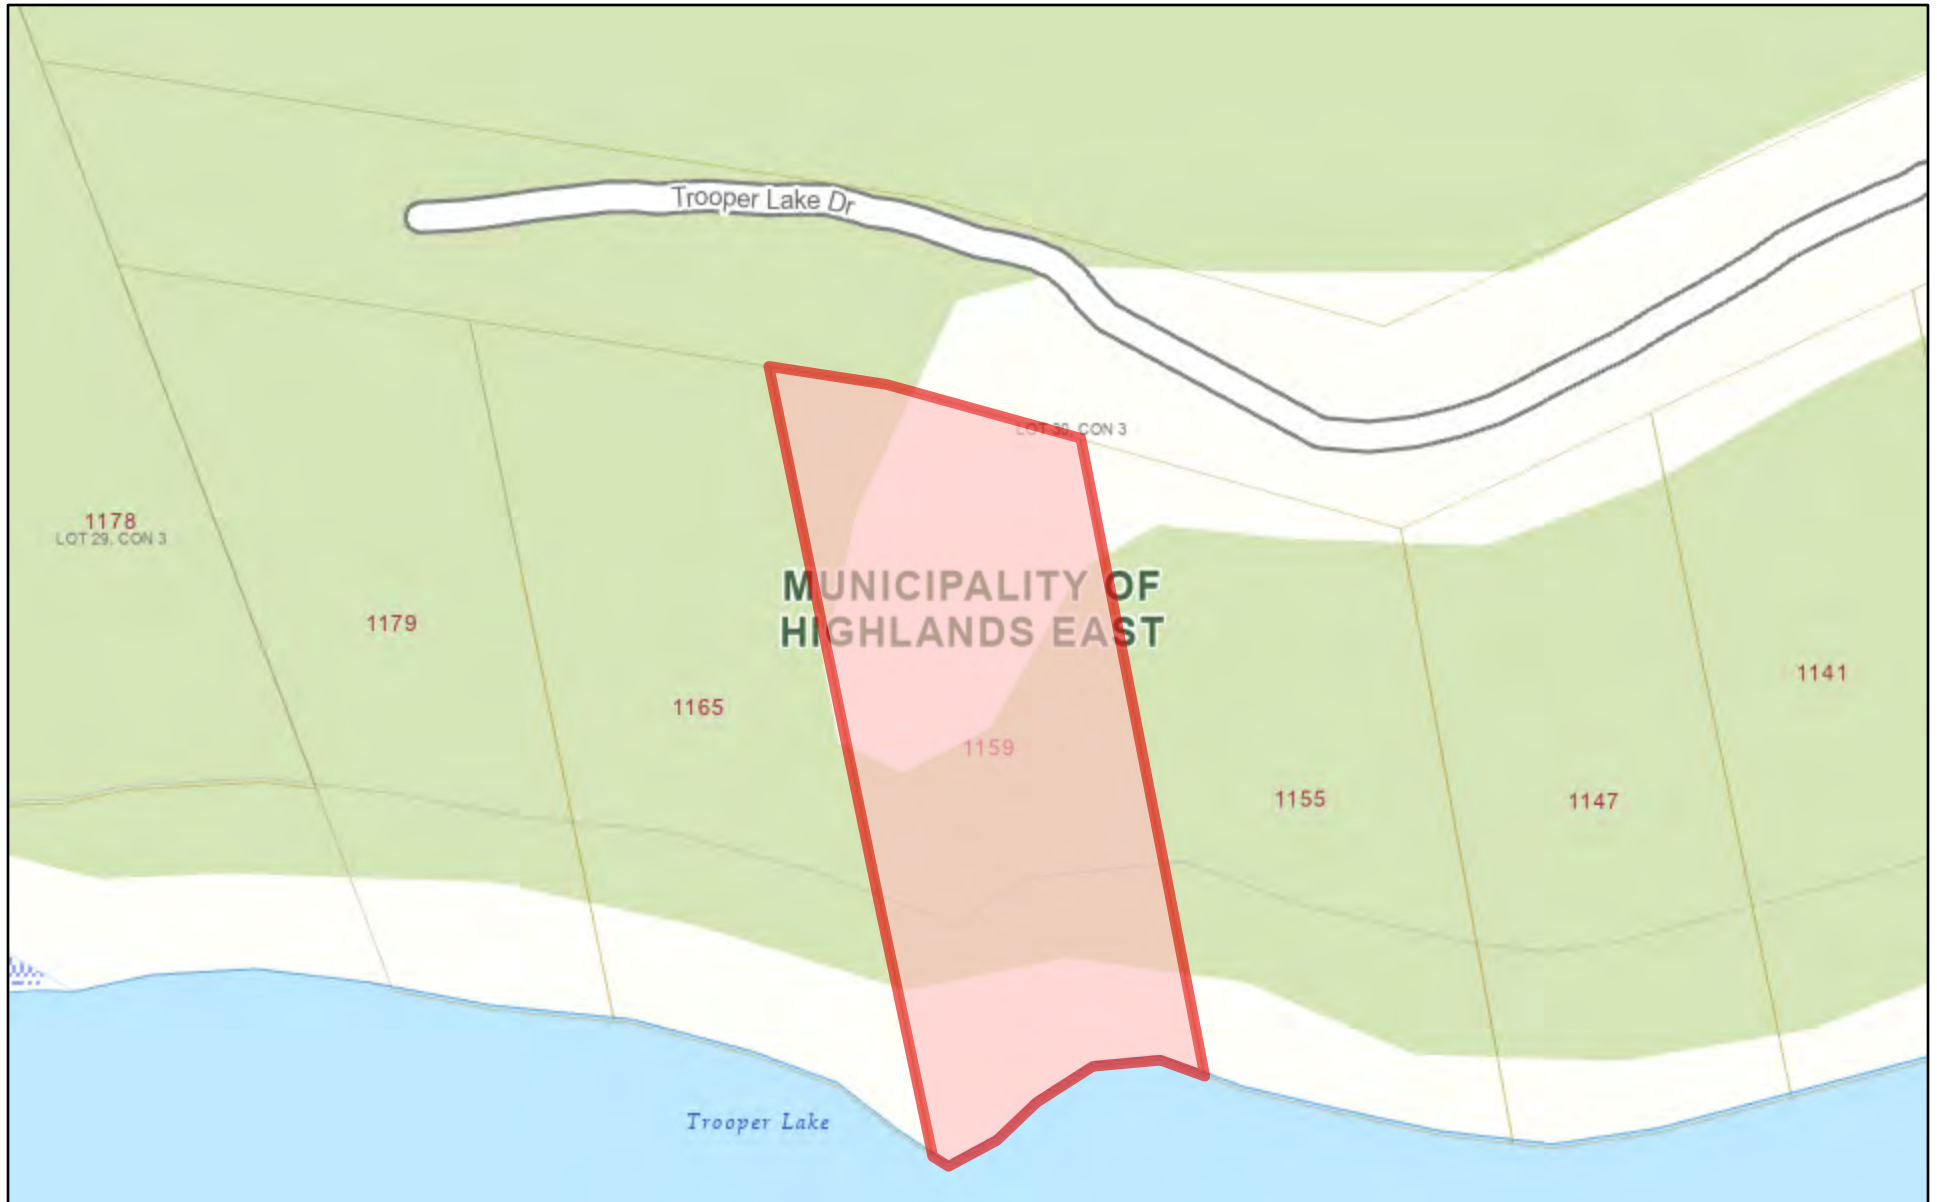 Trooper Lake Dr
LOT 30, CON 3
1178
LOT 29, CON 3
MUNICIPALITY OF
HIGHLANDS EAST
1179
1165
1159
1141
1155
1147
Trooper Lake